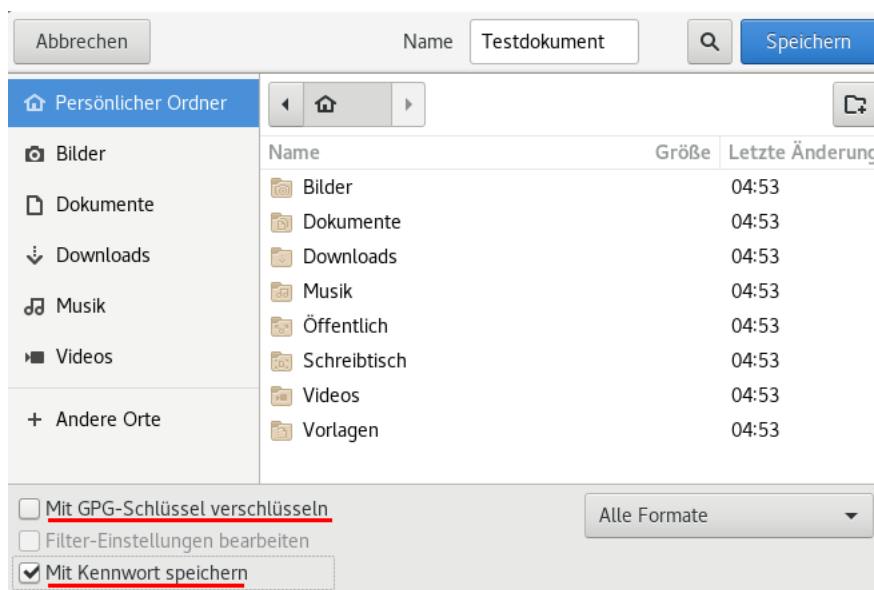 Abbrechen Name Testdokument Speichern
Persönlicher Ordner
Bilder
Dokumente
Downloads
Musik
Videos
+ Andere Orte
Name Größe Letzte Änderung
Bilder 04:53
Dokumente 04:53
Downloads 04:53
Musik 04:53
Öffentlich 04:53
Schreibtisch 04:53
Videos 04:53
Vorlagen 04:53
Mit GPG-Schlüssel verschlüsseln
Alle Formate
Filter-Einstellungen bearbeiten
Mit Kennwort speichern